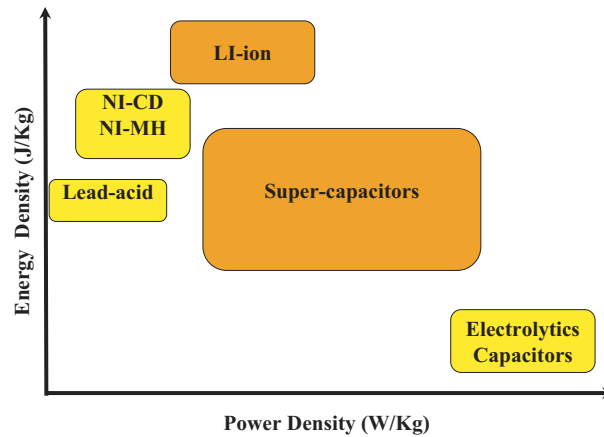 LI-ion
NI-CD
NI-MH
Lead-acid
Super-capacitors
Electrolytics
Capacitors
Energy Density (J/Kg)
Power Density (W/Kg)